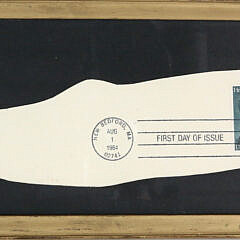 NEW BEDFORD, MA
AUG
1
1984
02741
FIRST DAY OF ISSUE